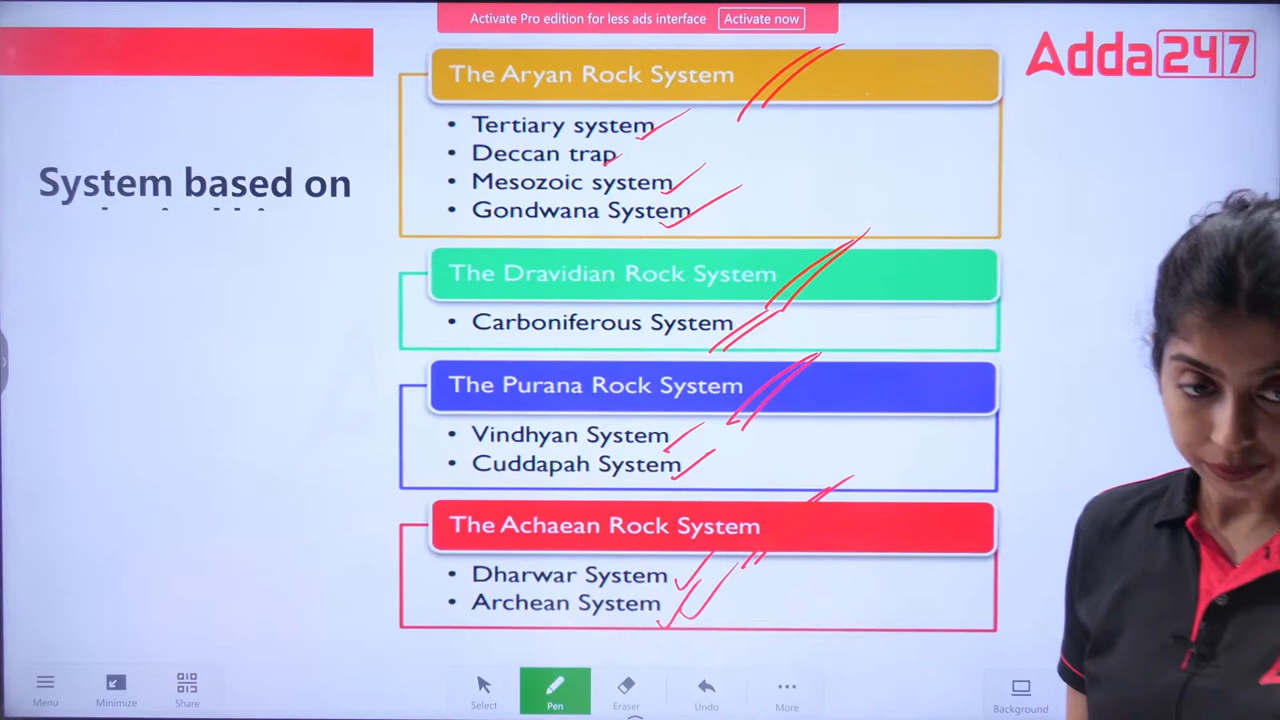 Activate Pro edition for less ads interface Activate now
Adda247
System based on
The Aryan Rock System
• Tertiary system
• Deccan trap
• Mesozoic system
• Gondwana System
The Dravidian Rock System
• Carboniferous System
The Purana Rock System
• Vindhyan System
• Cuddapah System
The Achaean Rock System
• Dharwar System
• Archean System
Menu
Minimize
Share
Select
Pen
Eraser
Undo
More
Background